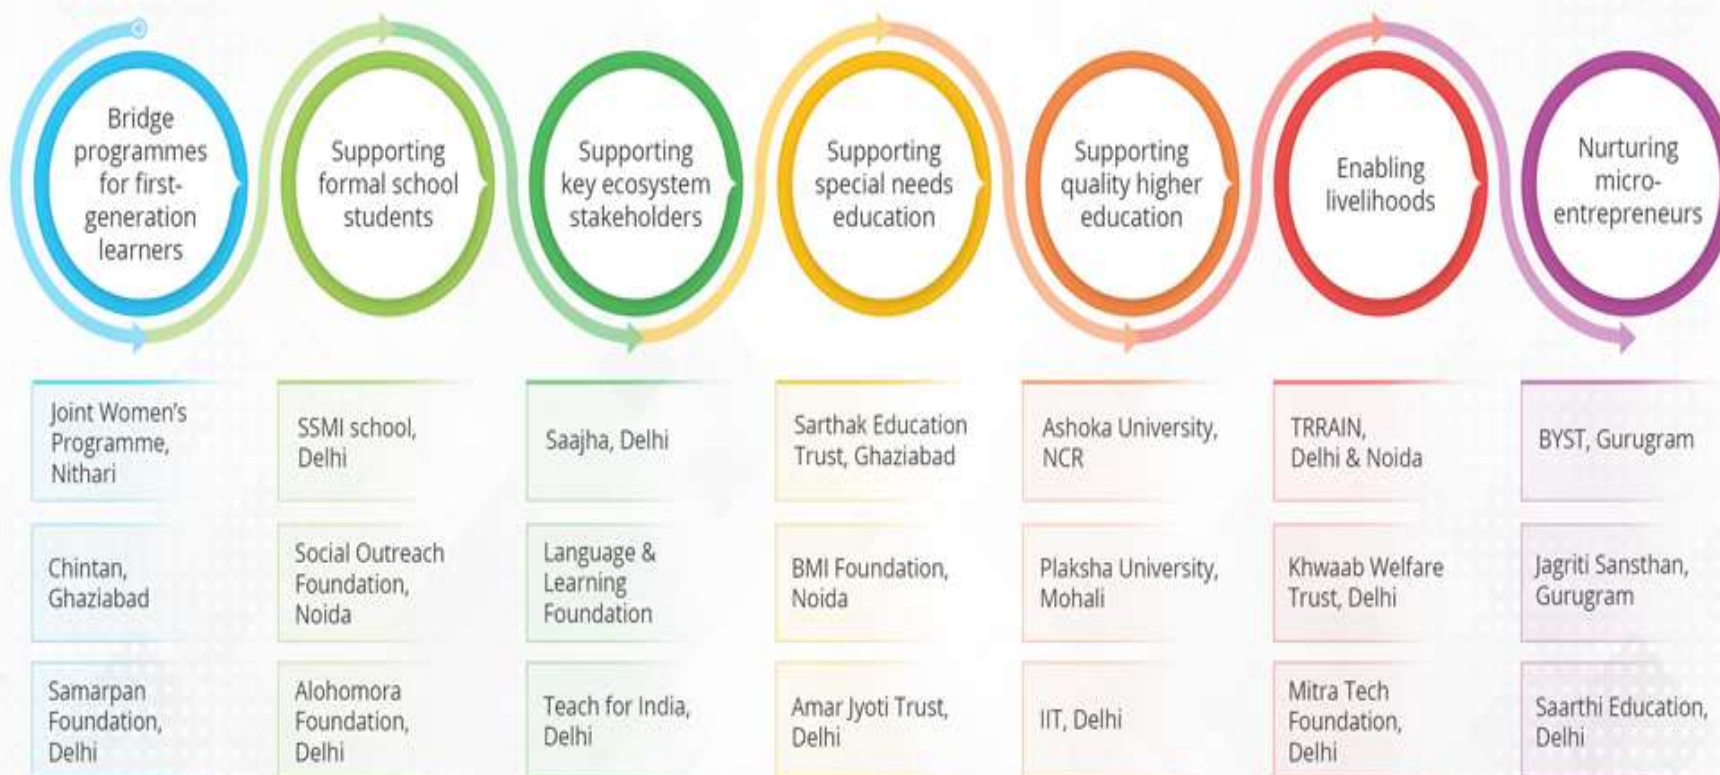 Bridge
programmes
for first-
generation
learners
Supporting
formal school
students
Supporting
key ecosystem
stakeholders
Supporting
special needs
education
Supporting
quality higher
education
Enabling
livelihoods
Nurturing
micro-
entrepreneurs
Joint Women's
Programme,
Nithari
SSMI school,
Delhi
Saajha, Delhi
Sarthak Education
Trust, Ghaziabad
Ashoka University,
NCR
TRRAIN,
Delhi & Noida
BYST, Gurugram
Chintan,
Ghaziabad
Social Outreach
Foundation,
Noida
Language &
Learning
Foundation
BMI Foundation,
Noida
Plaksha University,
Mohali
Khwaab Welfare
Trust, Delhi
Jagriti Sansthan,
Gurugram
Samarpan
Foundation,
Delhi
Alohomora
Foundation,
Delhi
Teach for India,
Delhi
Amar Jyoti Trust,
Delhi
IIT, Delhi
Mitra Tech
Foundation,
Delhi
Saarthi Education,
Delhi